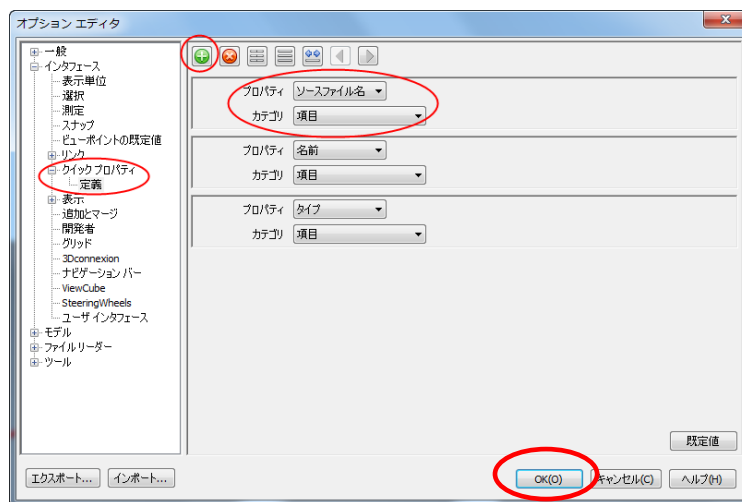 オプション エディタ
一般
インタフェース
表示単位
選択
測定
スナップ
ビューポイントの既定値
リンク
クイック プロパティ
定義
表示
追加とマージ
開発者
グリッド
3Dconnexion
ナビゲーション バー
ViewCube
SteeringWheels
ユーザ インタフェース
モデル
ファイル リーダー
ツール
プロパティ ソースファイル名
カテゴリ 項目
プロパティ 名前
カテゴリ 項目
プロパティ タイプ
カテゴリ 項目
既定値
エクスポート... インポート... OK(O) キャンセル(C) ヘルプ(H)